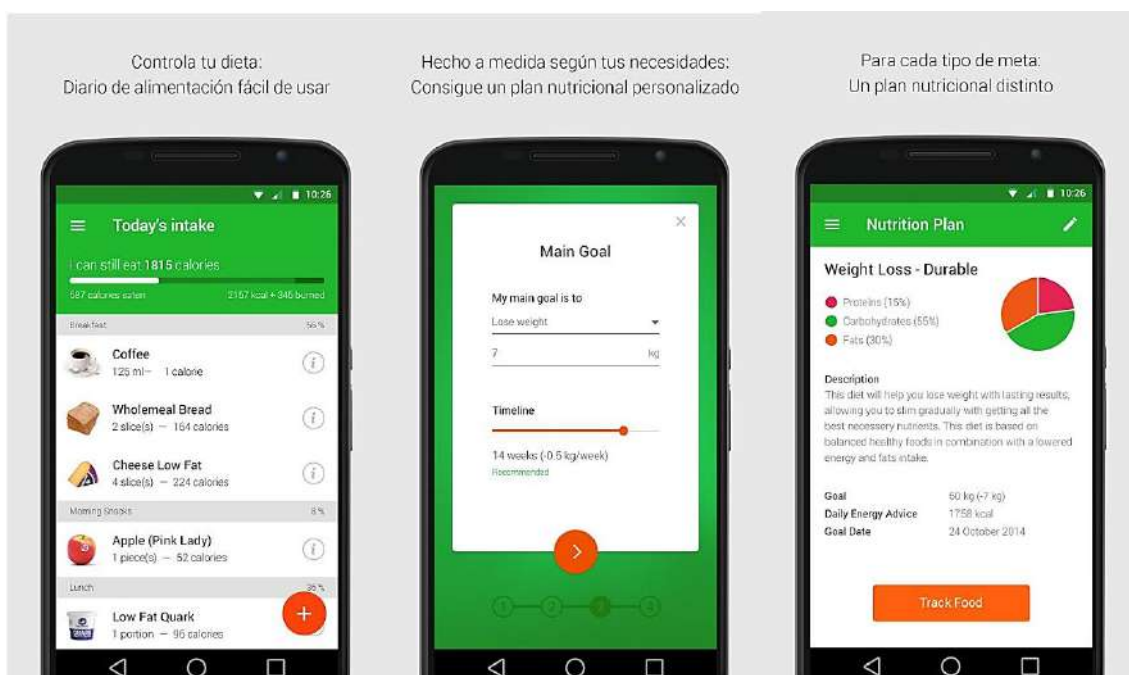 Controla tu dieta:
Diario de alimentación fácil de usar
10:26
Today's intake
I can still eat 1815 calories
587 calories eaten 2157 kcal + 345 burned
Breakfast 56 %
Coffee
125 ml – 1 calorie
Wholemeal Bread
2 slice(s) – 164 calories
Cheese Low Fat
4 slice(s) – 224 calories
Morning Snacks 8 %
Apple (Pink Lady)
1 piece(s) – 52 calories
Lunch 35 %
Low Fat Quark
1 portion – 96 calories
Hecho a medida según tus necesidades:
Consigue un plan nutricional personalizado
Main Goal
My main goal is to
Lose weight
7 kg
Timeline
14 weeks (-0.5 kg/week)
Recommended
1 2 3 4
Para cada tipo de meta:
Un plan nutricional distinto
10:26
Nutrition Plan
Weight Loss - Durable
Proteins (15%)
Carbohydrates (55%)
Fats (30%)
Description
This diet will help you lose weight with lasting results,
allowing you to slim gradually with getting all the
best necessery nutrients. This diet is based on
balanced healthy foods in combination with a lowered
energy and fats intake.
Goal 60 kg (-7 kg)
Daily Energy Advice 1758 kcal
Goal Date 24 October 2014
Track Food